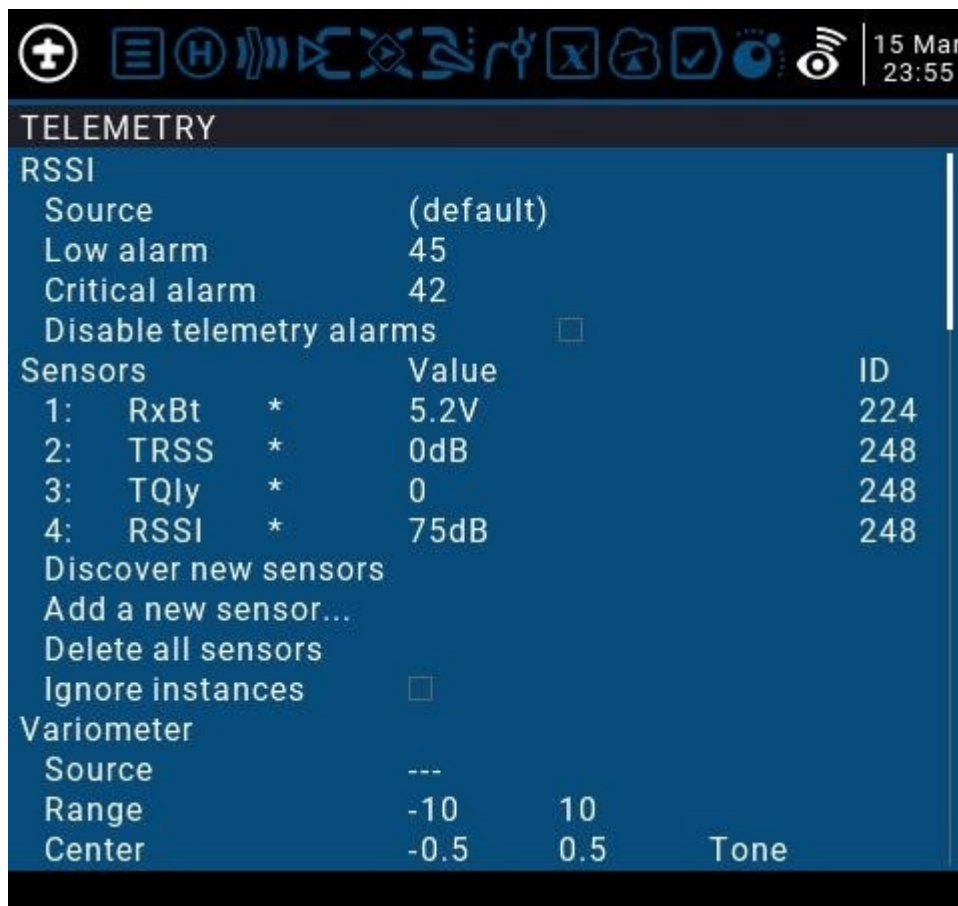 15 Mar
23:55
TELEMETRY
RSSI
Source (default)
Low alarm 45
Critical alarm 42
Disable telemetry alarms
Sensors Value ID
1: RxBt * 5.2V 224
2: TRSS * 0dB 248
3: TQly * 0 248
4: RSSI * 75dB 248
Discover new sensors
Add a new sensor...
Delete all sensors
Ignore instances
Variometer
Source ---
Range -10 10
Center -0.5 0.5 Tone